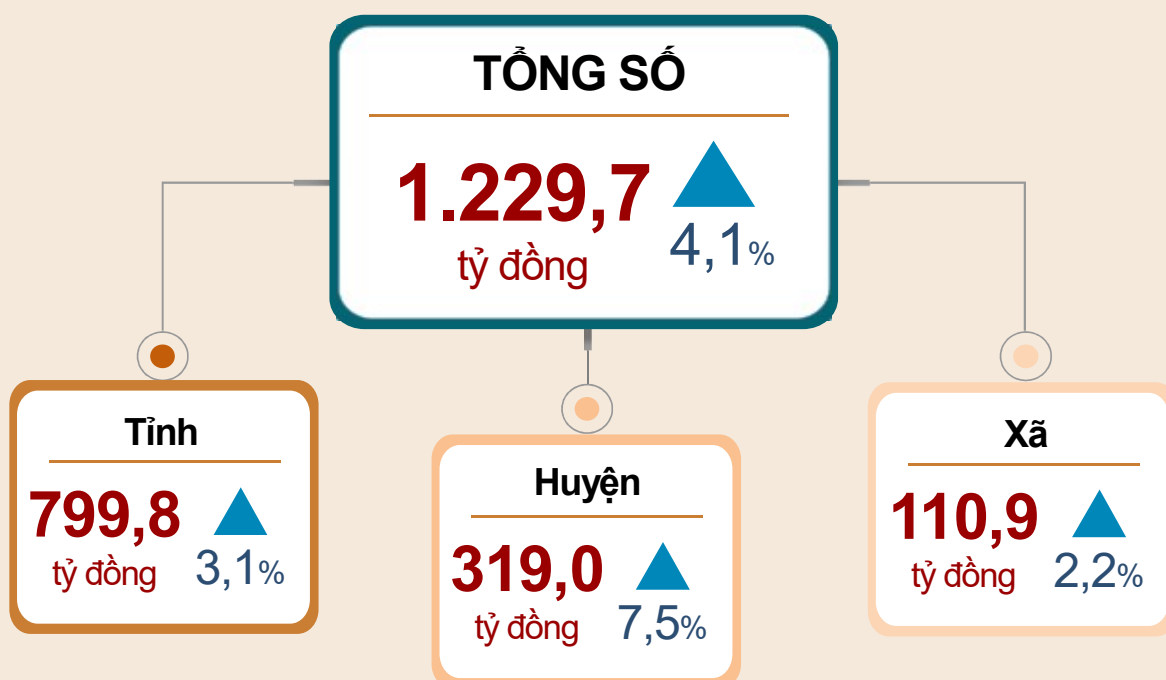 TỔNG SỐ
1.229,7
tỷ đồng
4,1%
Tỉnh
799,8
tỷ đồng
3,1%
Huyện
319,0
tỷ đồng
7,5%
Xã
110,9
tỷ đồng
2,2%